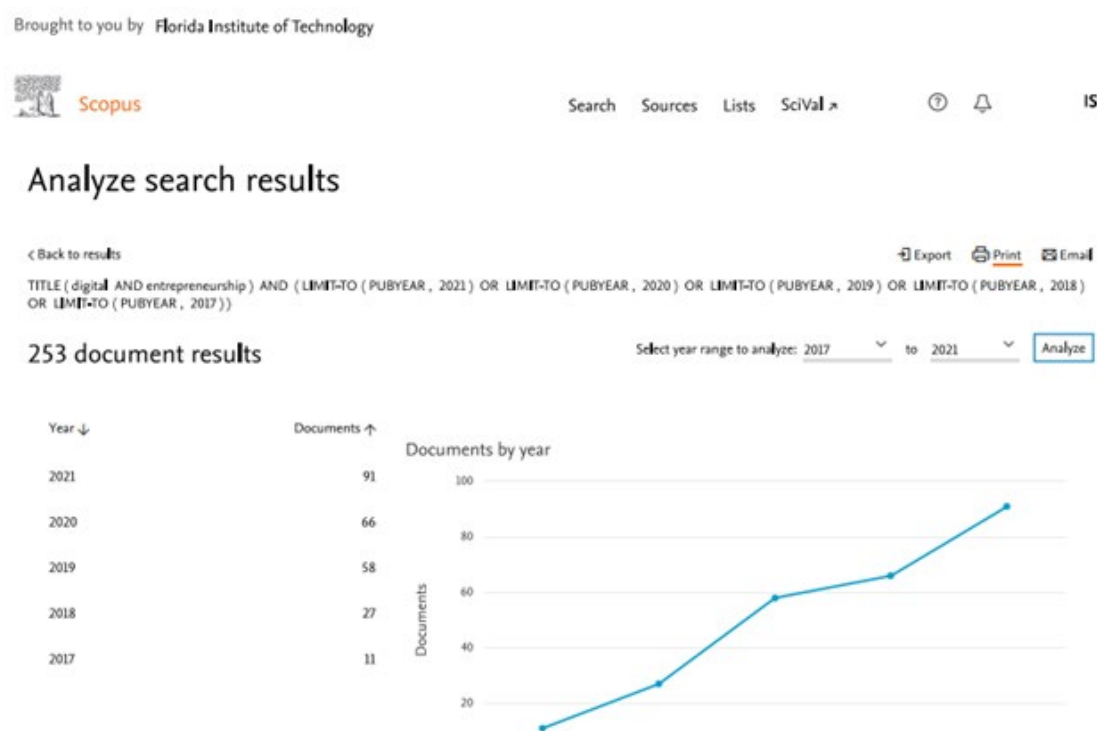 Brought to you by Florida Institute of Technology
Scopus
Search Sources Lists SciVal ↗ IS
Analyze search results
< Back to results
Export Print Email
TITLE ( digital AND entrepreneurship ) AND ( LIMIT-TO ( PUBYEAR , 2021 ) OR LIMIT-TO ( PUBYEAR , 2020 ) OR LIMIT-TO ( PUBYEAR , 2019 ) OR LIMIT-TO ( PUBYEAR , 2018 )
OR LIMIT-TO ( PUBYEAR , 2017 ))
253 document results
Select year range to analyze: 2017 to 2021 Analyze
Year ↓ Documents ↑
2021 91
2020 66
2019 58
2018 27
2017 11
Documents by year
100
80
60
40
20
Documents